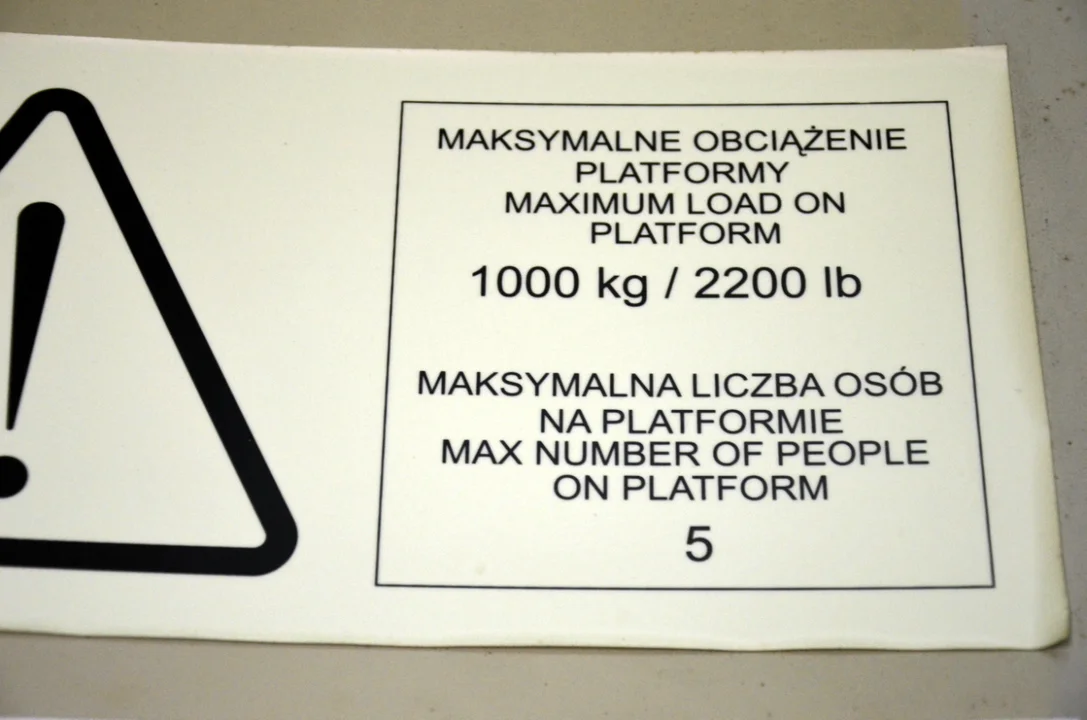 MAKSYMALNE OBCIĄŻENIE
PLATFORMY
MAXIMUM LOAD ON
PLATFORM
1000 kg / 2200 lb
MAKSYMALNA LICZBA OSÓB
NA PLATFORMIE
MAX NUMBER OF PEOPLE
ON PLATFORM
5